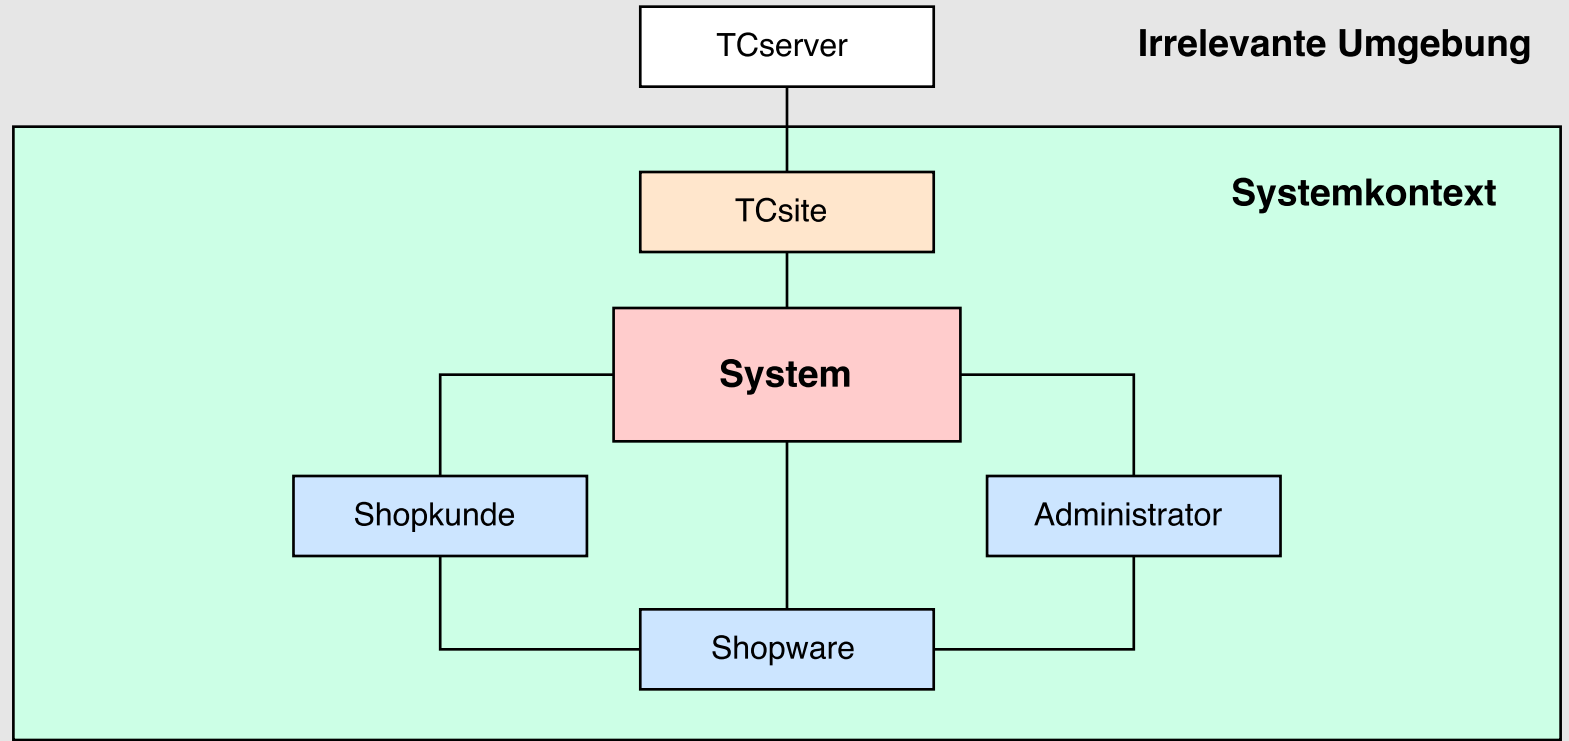 TCserver
Irrelevante Umgebung
TCsite
Systemkontext
System
Shopkunde
Administrator
Shopware